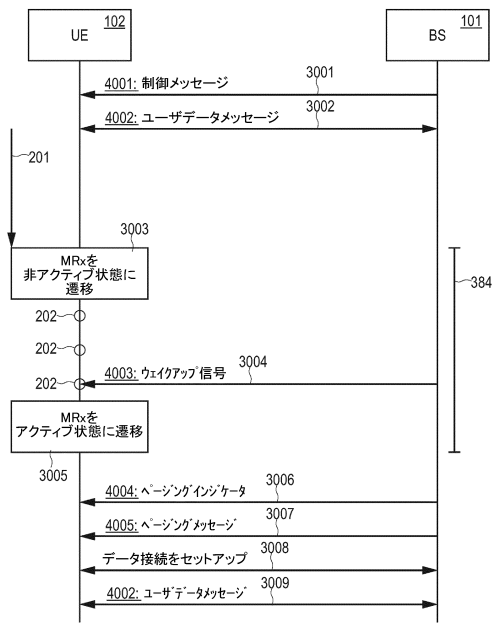 102
UE
101
BS
3001
4001: 制御メッセージ
3002
4002: ユーザデータメッセージ
201
3003
MRxを
非アクティブ状態に
遷移
384
202
202
3004
202
4003: ウェイクアップ信号
MRxを
アクティブ状態に遷移
3005
3006
4004: ページングインジケータ
3007
4005: ページングメッセージ
3008
データ接続をセットアップ
3009
4002: ユーザデータメッセージ